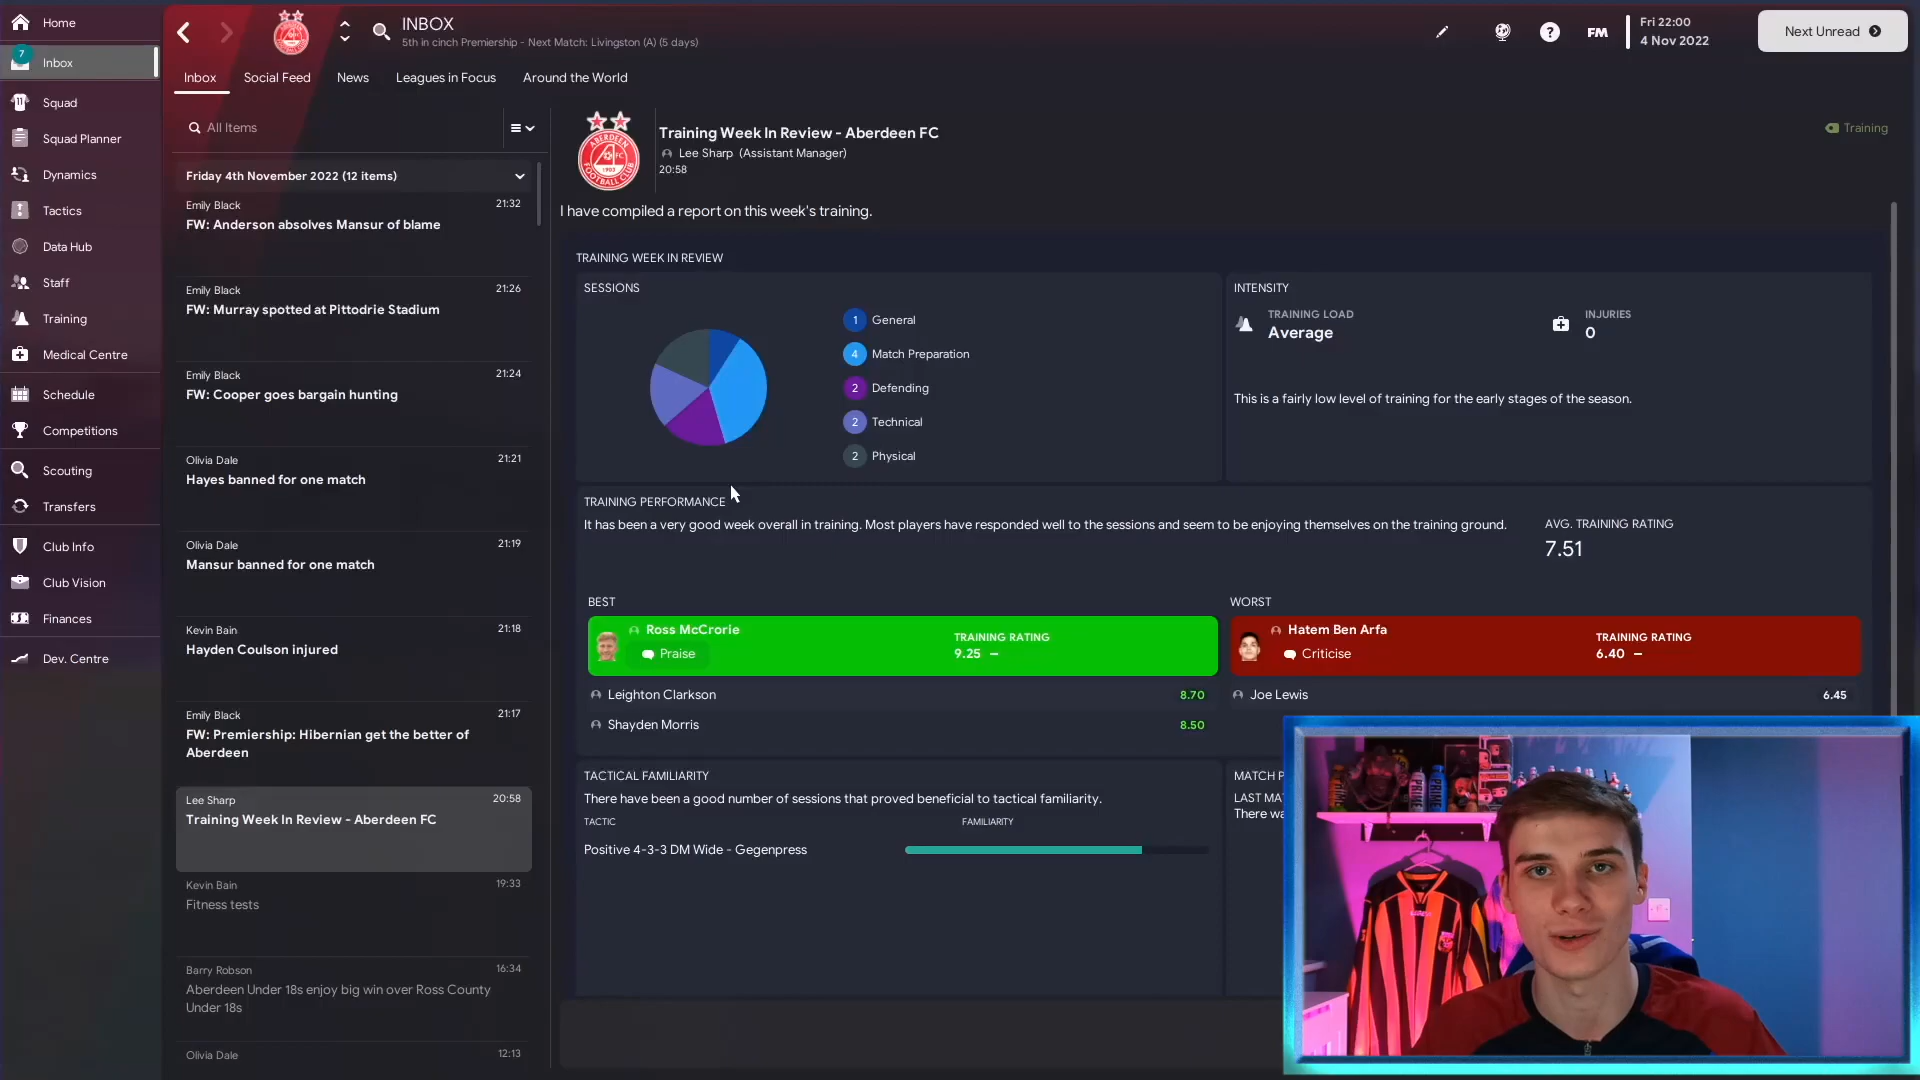 Home
7
Inbox
Squad
Squad Planner
Dynamics
Tactics
Data Hub
Staff
Training
Medical Centre
Schedule
Competitions
Scouting
Transfers
Club Info
Club Vision
Finances
Dev. Centre
INBOX
5th in cinch Premiership - Next Match: Livingston (A) (5 days)
FM
Fri 22:00
4 Nov 2022
Next Unread
Inbox
Social Feed
News
Leagues in Focus
Around the World
All Items
Friday 4th November 2022 (12 items)
Emily Black 21:32
FW: Anderson absolves Mansur of blame
Emily Black 21:26
FW: Murray spotted at Pittodrie Stadium
Emily Black 21:24
FW: Cooper goes bargain hunting
Olivia Dale 21:21
Hayes banned for one match
Olivia Dale 21:19
Mansur banned for one match
Kevin Bain 21:18
Hayden Coulson injured
Emily Black 21:17
FW: Premiership: Hibernian get the better of
Aberdeen
Lee Sharp 20:58
Training Week In Review - Aberdeen FC
Kevin Bain 19:33
Fitness tests
Barry Robson 16:34
Aberdeen Under 18s enjoy big win over Ross County
Under 18s
Olivia Dale 12:13
ABERDEEN
FOOTBALL CLUB
1903
Training Week In Review - Aberdeen FC
Lee Sharp (Assistant Manager)
20:58
Training
I have compiled a report on this week's training.
TRAINING WEEK IN REVIEW
SESSIONS
1 General
4 Match Preparation
2 Defending
2 Technical
2 Physical
INTENSITY
TRAINING LOAD
Average
INJURIES
0
This is a fairly low level of training for the early stages of the season.
TRAINING PERFORMANCE
It has been a very good week overall in training. Most players have responded well to the sessions and seem to be enjoying themselves on the training ground.
AVG. TRAINING RATING
7.51
BEST
Ross McCrorie
Praise
TRAINING RATING
9.25 –
Leighton Clarkson 8.70
Shayden Morris 8.50
WORST
Hatem Ben Arfa
Criticise
TRAINING RATING
6.40 –
Joe Lewis 6.45
TACTICAL FAMILIARITY
There have been a good number of sessions that proved beneficial to tactical familiarity.
TACTIC FAMILIARITY
Positive 4-3-3 DM Wide - Gegenpress
MATCH P
LAST MA
There wa
PRIME
PRIME